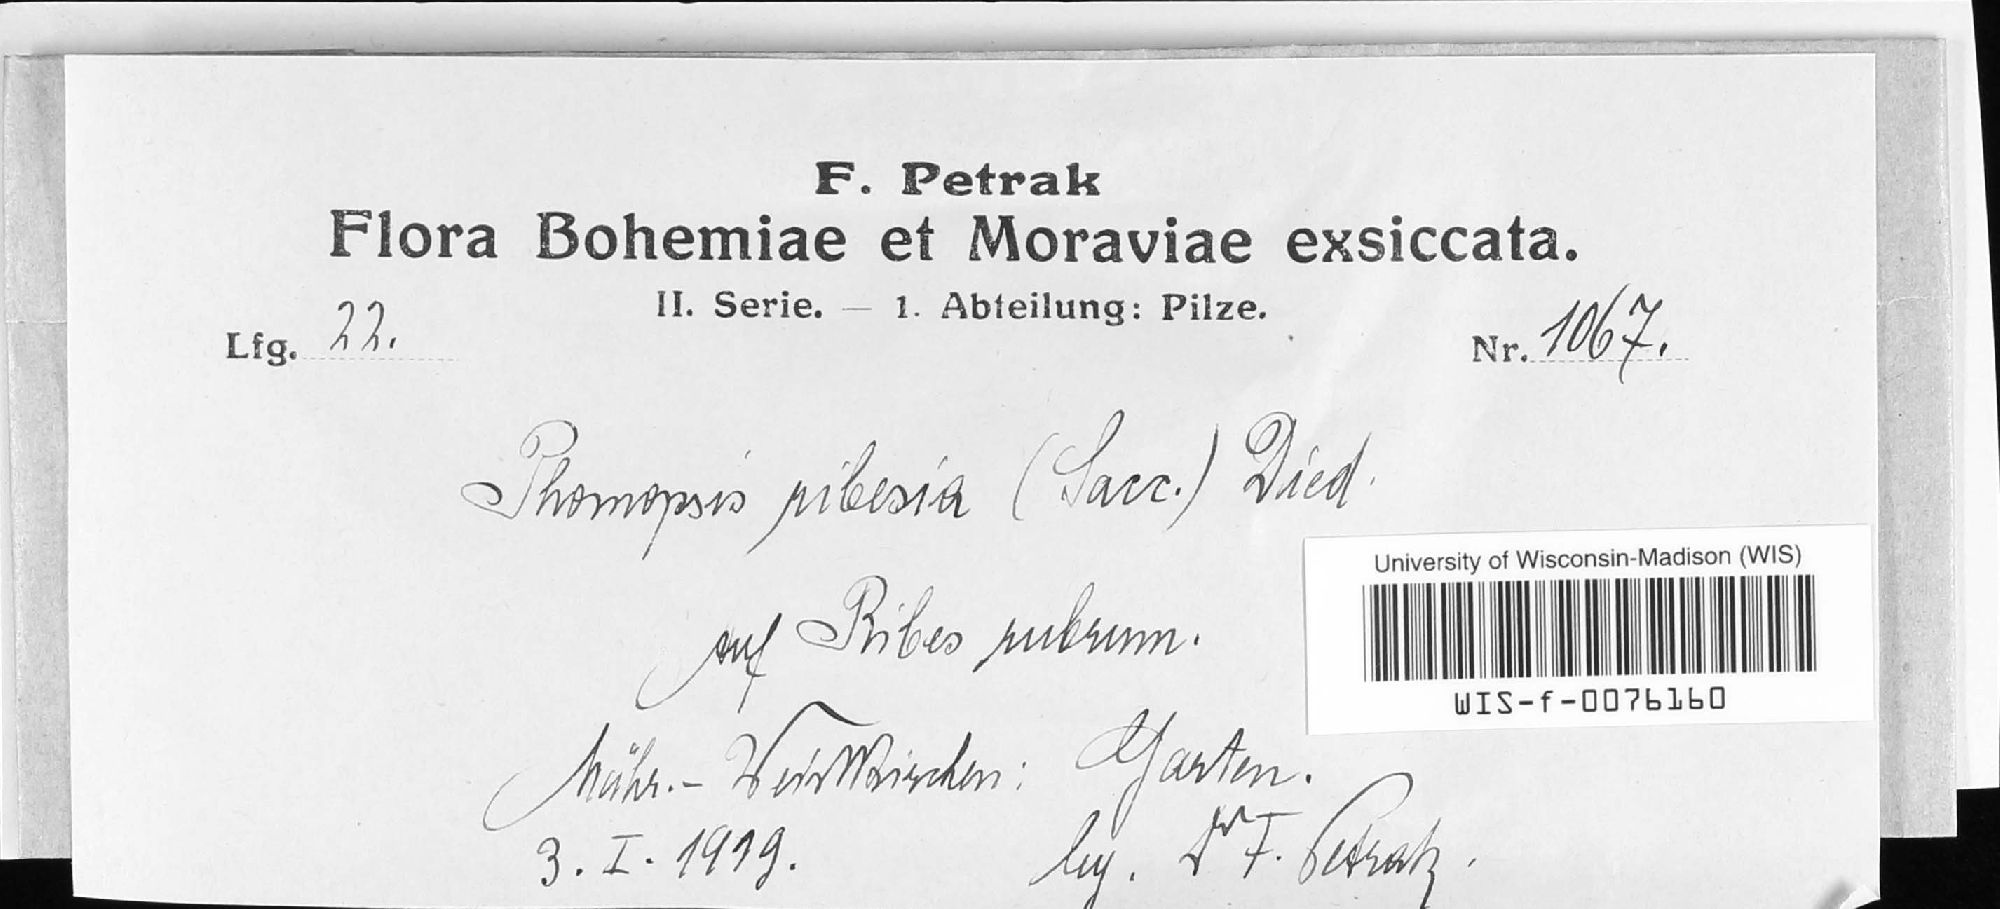 F. Petrak
Flora Bohemiae et Moraviae exsiccata.
II. Serie. — 1. Abteilung: Pilze.
Lfg. 22.
Nr. 1067.
Phomopsis ribesia (Sacc.) Died.
auf Ribes rubrum.
Mähr.-Weisskirchen: Garten.
3. I. 1919.
leg. Dr F. Petrak.
University of Wisconsin-Madison (WIS)
WIS-f-0076160